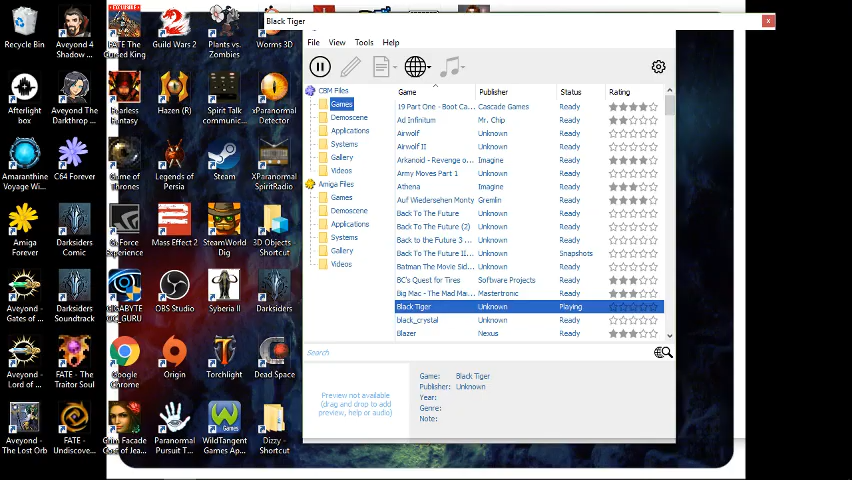 Black Tiger
x
File View Tools Help
CBM Files
Games
Demoscene
Applications
Systems
Gallery
Videos
Amiga Files
Games
Demoscene
Applications
Systems
Gallery
Videos
Game Publisher Status Rating
19 Part One - Boot Ca... Cascade Games Ready
Ad Infinitum Mr. Chip Ready
Airwolf Unknown Ready
Airwolf II Unknown Ready
Arkanoid - Revenge o... Imagine Ready
Army Moves Part 1 Unknown Ready
Athena Imagine Ready
Auf Wiedersehen Monty Gremlin Ready
Back To The Future Unknown Ready
Back To The Future (2) Unknown Ready
Back to the Future 3 ... Unknown Ready
Back To The Future II... Unknown Snapshots
Batman The Movie Sid... Unknown Ready
BC's Quest for Tires Software Projects Ready
Big Mac - The Mad Ma... Mastertronic Ready
Black Tiger Unknown Playing
black_crystal Unknown Ready
Blazer Nexus Ready
Search
Preview not available
(drag and drop to add
preview, help or audio)
Game: Black Tiger
Publisher: Unknown
Year:
Genre:
Note:
Recycle Bin
Aveyond 4
Shadow ...
FATE The
Cursed King
Guild Wars 2
Plants vs.
Zombies
Worms 3D
Afterlight
box
Aveyond The
Darkthrop ...
Fearless
Fantasy
Hazen (R)
Spirit Talk
communic...
xParanormal
Detector
Amaranthine
Voyage Wi...
C64 Forever
Game of
Thrones
Legends of
Persia
Steam
XParanormal
SpiritRadio
Amiga
Forever
Darksiders
Comic
GeForce
Experience
Mass Effect 2
SteamWorld
Dig
3D Objects
Shortcut
Aveyond -
Gates of ...
Darksiders
Soundtrack
GIGABYTE
OC_GURU
OBS Studio
Syberia II
Darksiders
Aveyond -
Lord of ...
FATE - The
Traitor Soul
Google
Chrome
Origin
Torchlight
Dead Space
Aveyond -
The Lost Orb
FATE -
Undiscove...
Grim Facade
Cost of Jea...
Paranormal
Pursuit T...
WildTangent
Games Ap...
Dizzy -
Shortcut